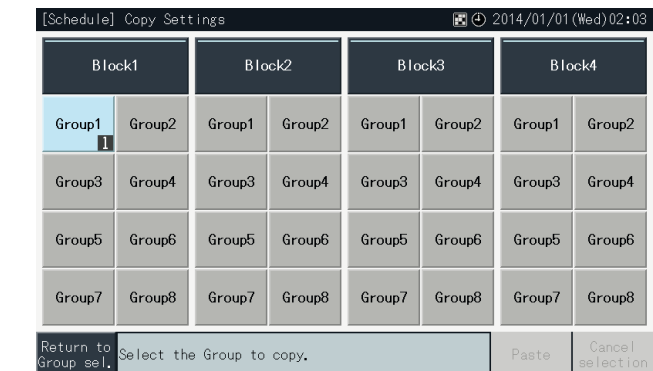 [Schedule] Copy Settings 2014/01/01(Wed)02:03
Block1 Block2 Block3 Block4
Group1 Group2 Group1 Group2 Group1 Group2 Group1 Group2
1
Group3 Group4 Group3 Group4 Group3 Group4 Group3 Group4
Group5 Group6 Group5 Group6 Group5 Group6 Group5 Group6
Group7 Group8 Group7 Group8 Group7 Group8 Group7 Group8
Return to
Group sel.
Select the Group to copy.
Paste
Cancel
selection